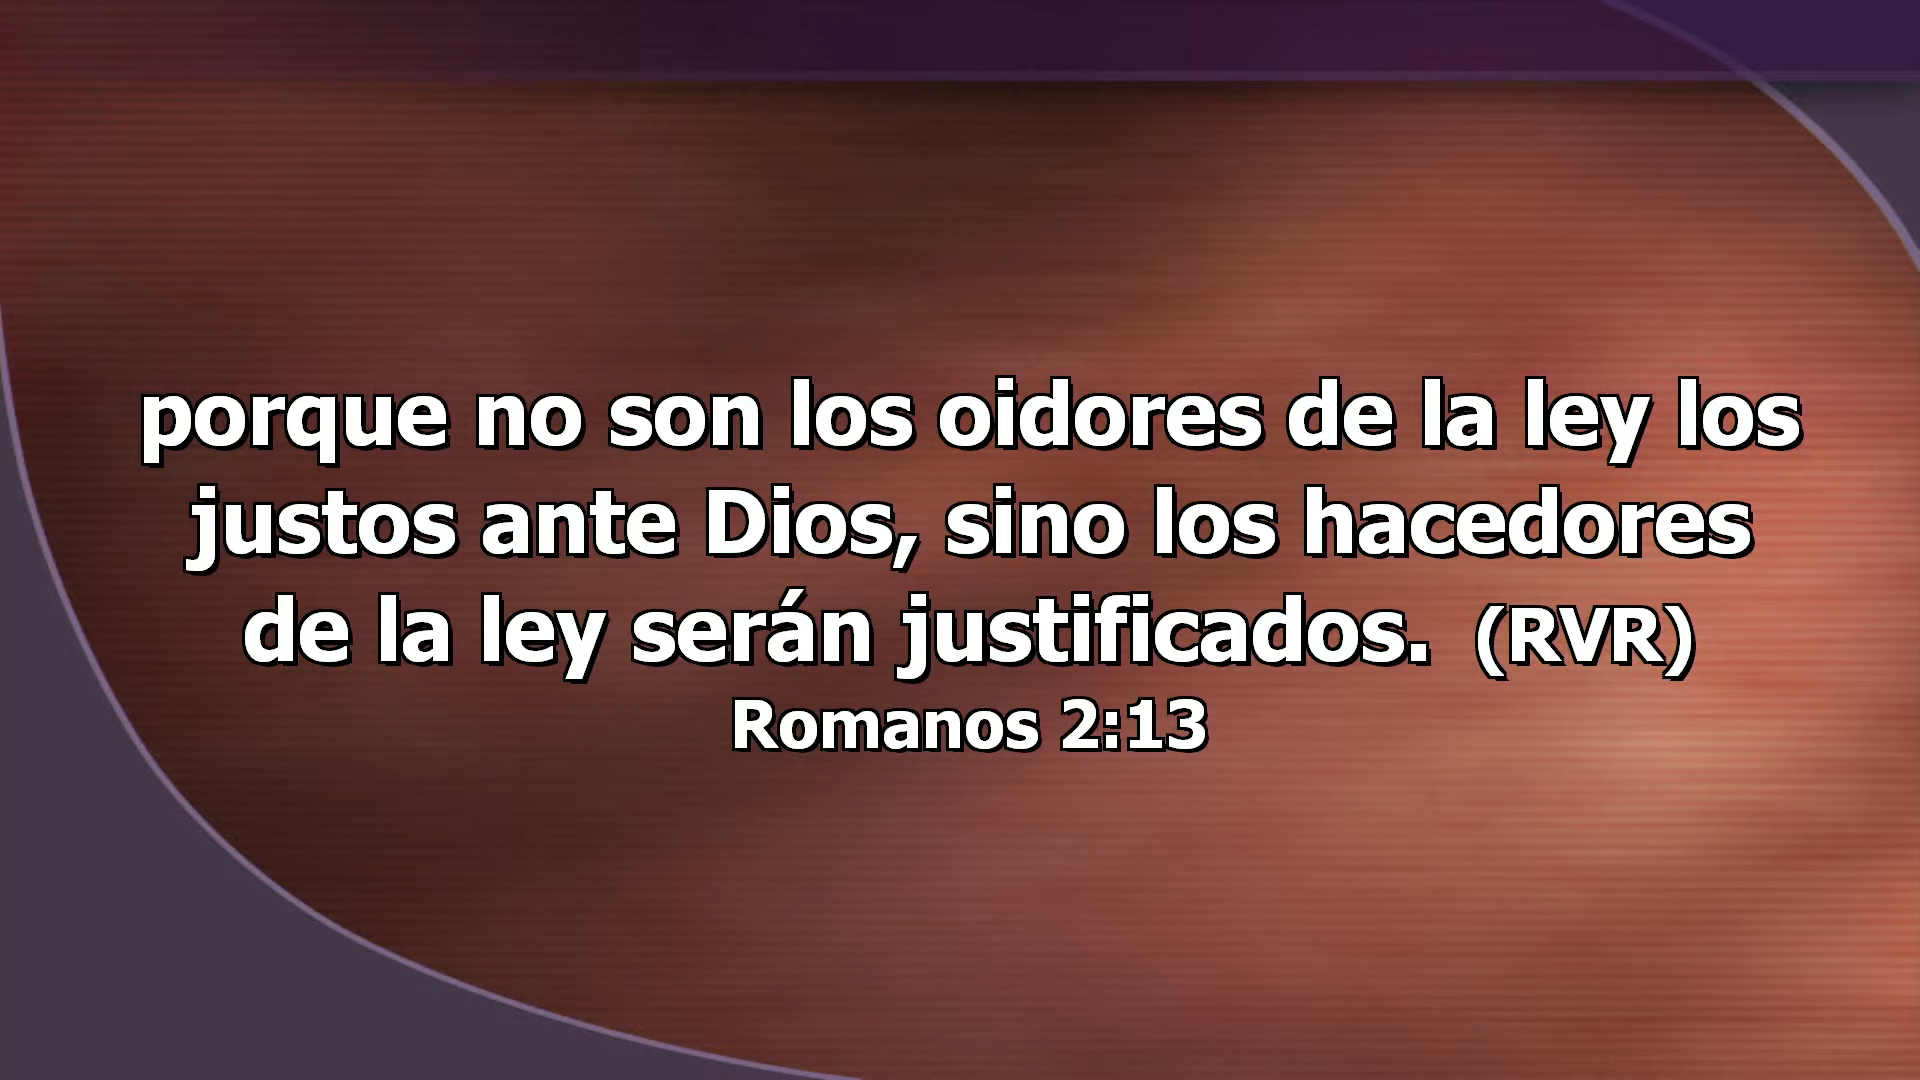 porque no son los oidores de la ley los
justos ante Dios, sino los hacedores
de la ley serán justificados. (RVR)
Romanos 2:13